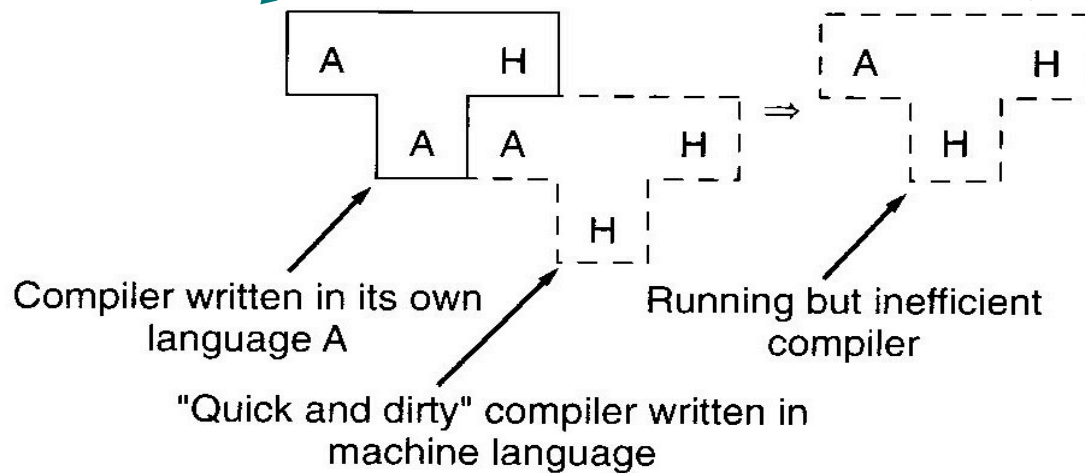 A H A H
A A H H
H
Compiler written in its own
language A
Running but inefficient
compiler
"Quick and dirty" compiler written in
machine language